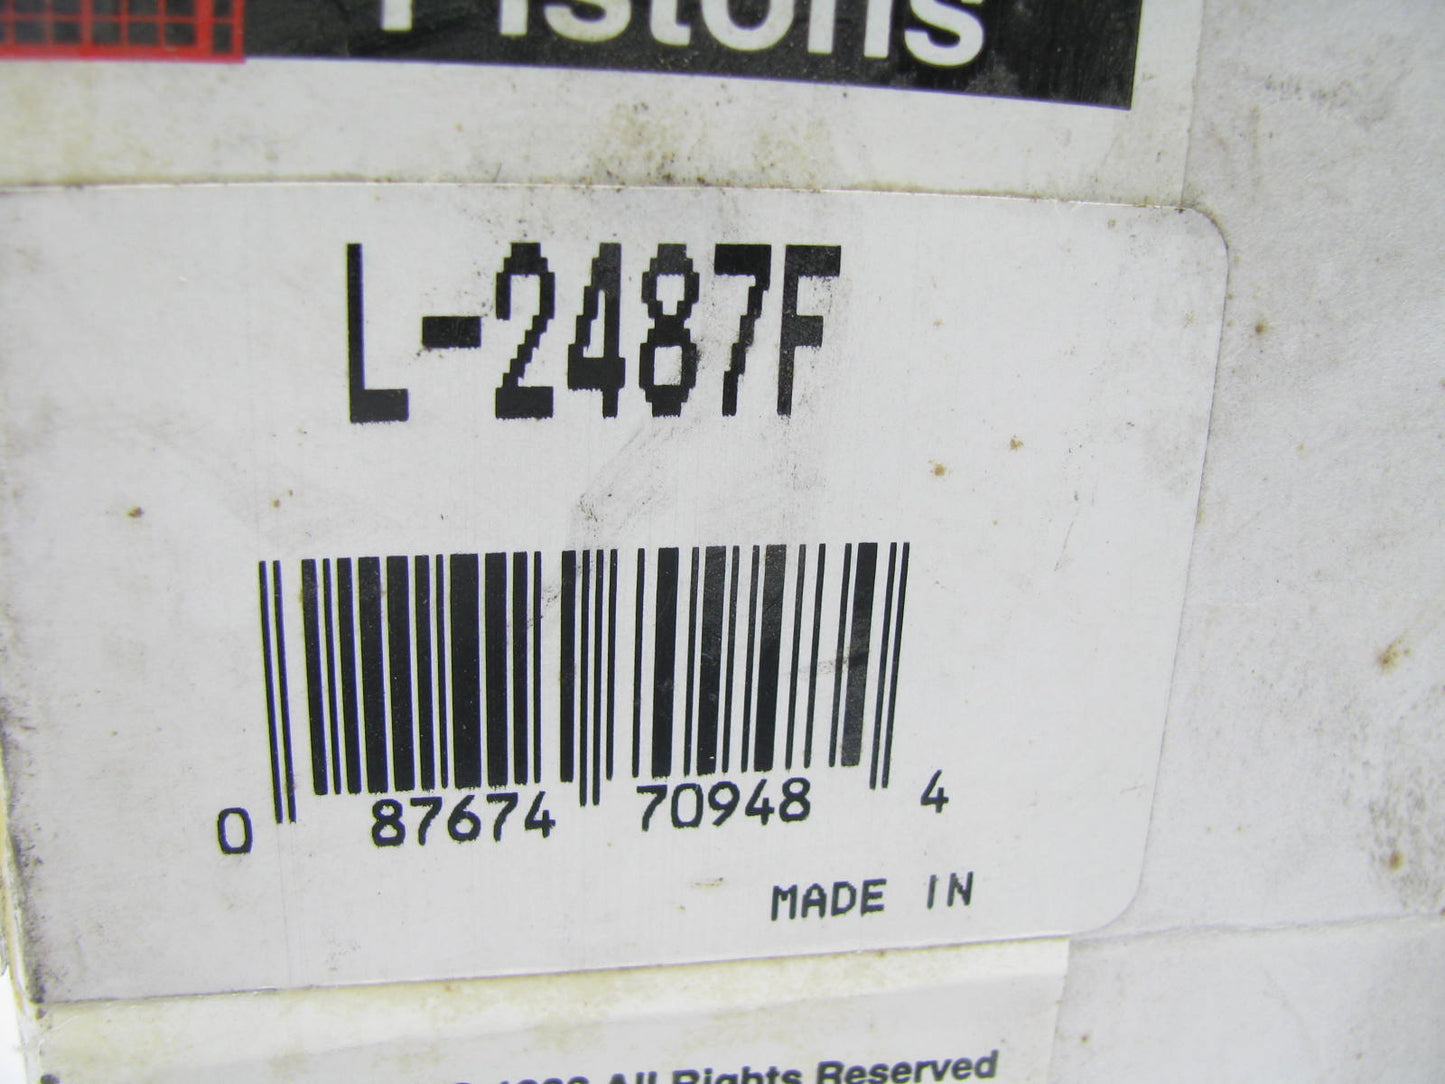 Pistons
L-2487F
0 87674 70948 4
MADE IN
All Rights Reserved